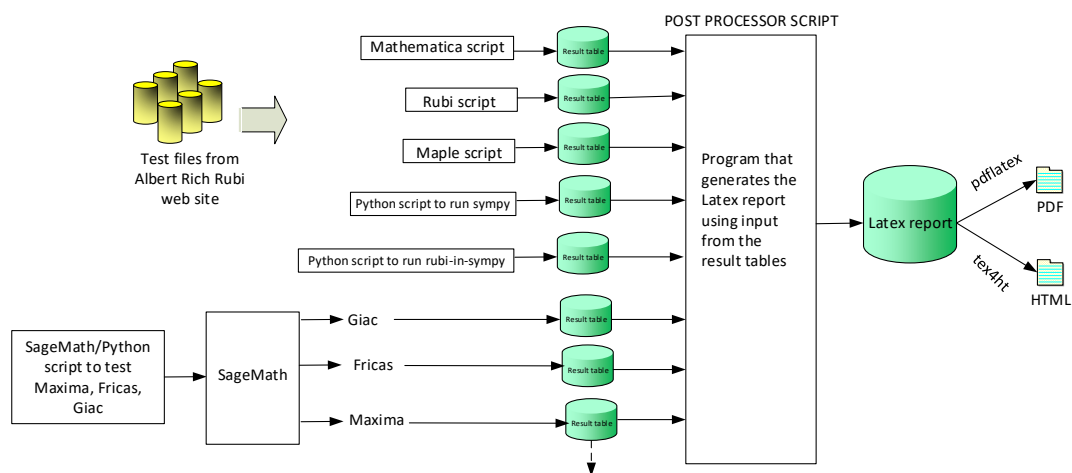 POST PROCESSOR SCRIPT
Mathematica script
Result table
Rubi script
Result table
Maple script
Result table
Python script to run sympy
Result table
Python script to run rubi-in-sympy
Result table
Test files from
Albert Rich Rubi
web site
SageMath/Python
script to test
Maxima, Fricas,
Giac
SageMath
Giac
Result table
Fricas
Result table
Maxima
Result table
Program that
generates the
Latex report
using input
from the
result tables
Latex report
pdflatex
PDF
tex4ht
HTML